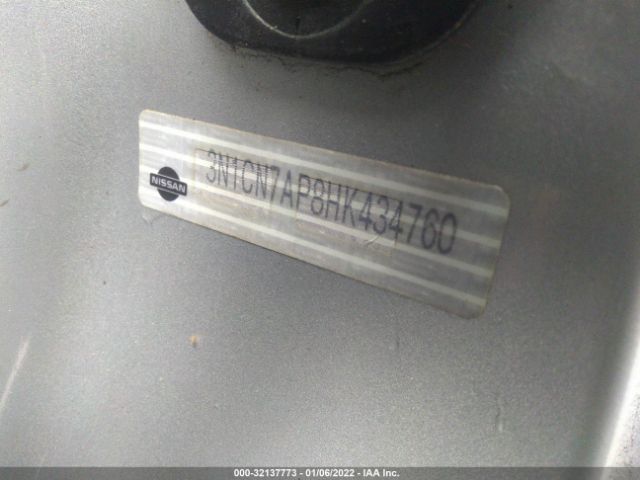 NISSAN
3N1CN7AP8HK434760
000-32137773 - 01/06/2022 - IAA Inc.